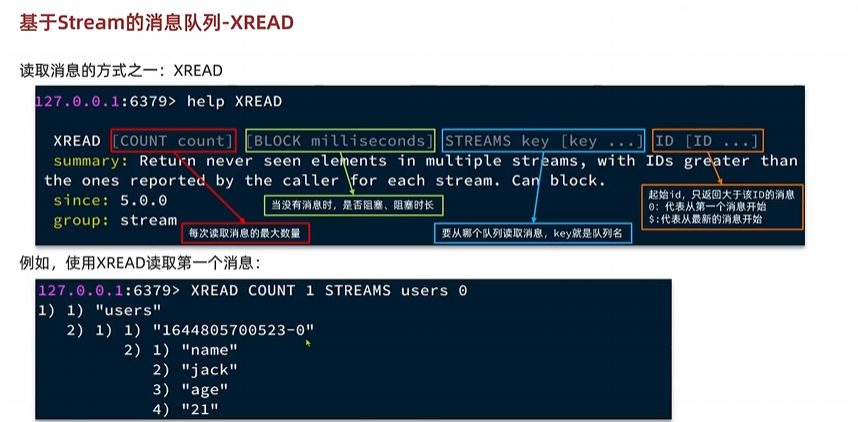 基于Stream的消息队列-XREAD
读取消息的方式之一：XREAD
127.0.0.1:6379> help XREAD
XREAD [COUNT count] [BLOCK milliseconds] STREAMS key [key ...] ID [ID ...]
summary: Return never seen elements in multiple streams, with IDs greater than
the ones reported by the caller for each stream. Can block.
since: 5.0.0
group: stream
每次读取消息的最大数量
当没有消息时，是否阻塞、阻塞时长
要从哪个队列读取消息，key就是队列名
起始id，只返回大于该ID的消息
0：代表从第一个消息开始
$:代表从最新的消息开始
例如，使用XREAD读取第一个消息：
127.0.0.1:6379> XREAD COUNT 1 STREAMS users 0
1) 1) "users"
2) 1) 1) "1644805700523-0"
2) 1) "name"
2) "jack"
3) "age"
4) "21"